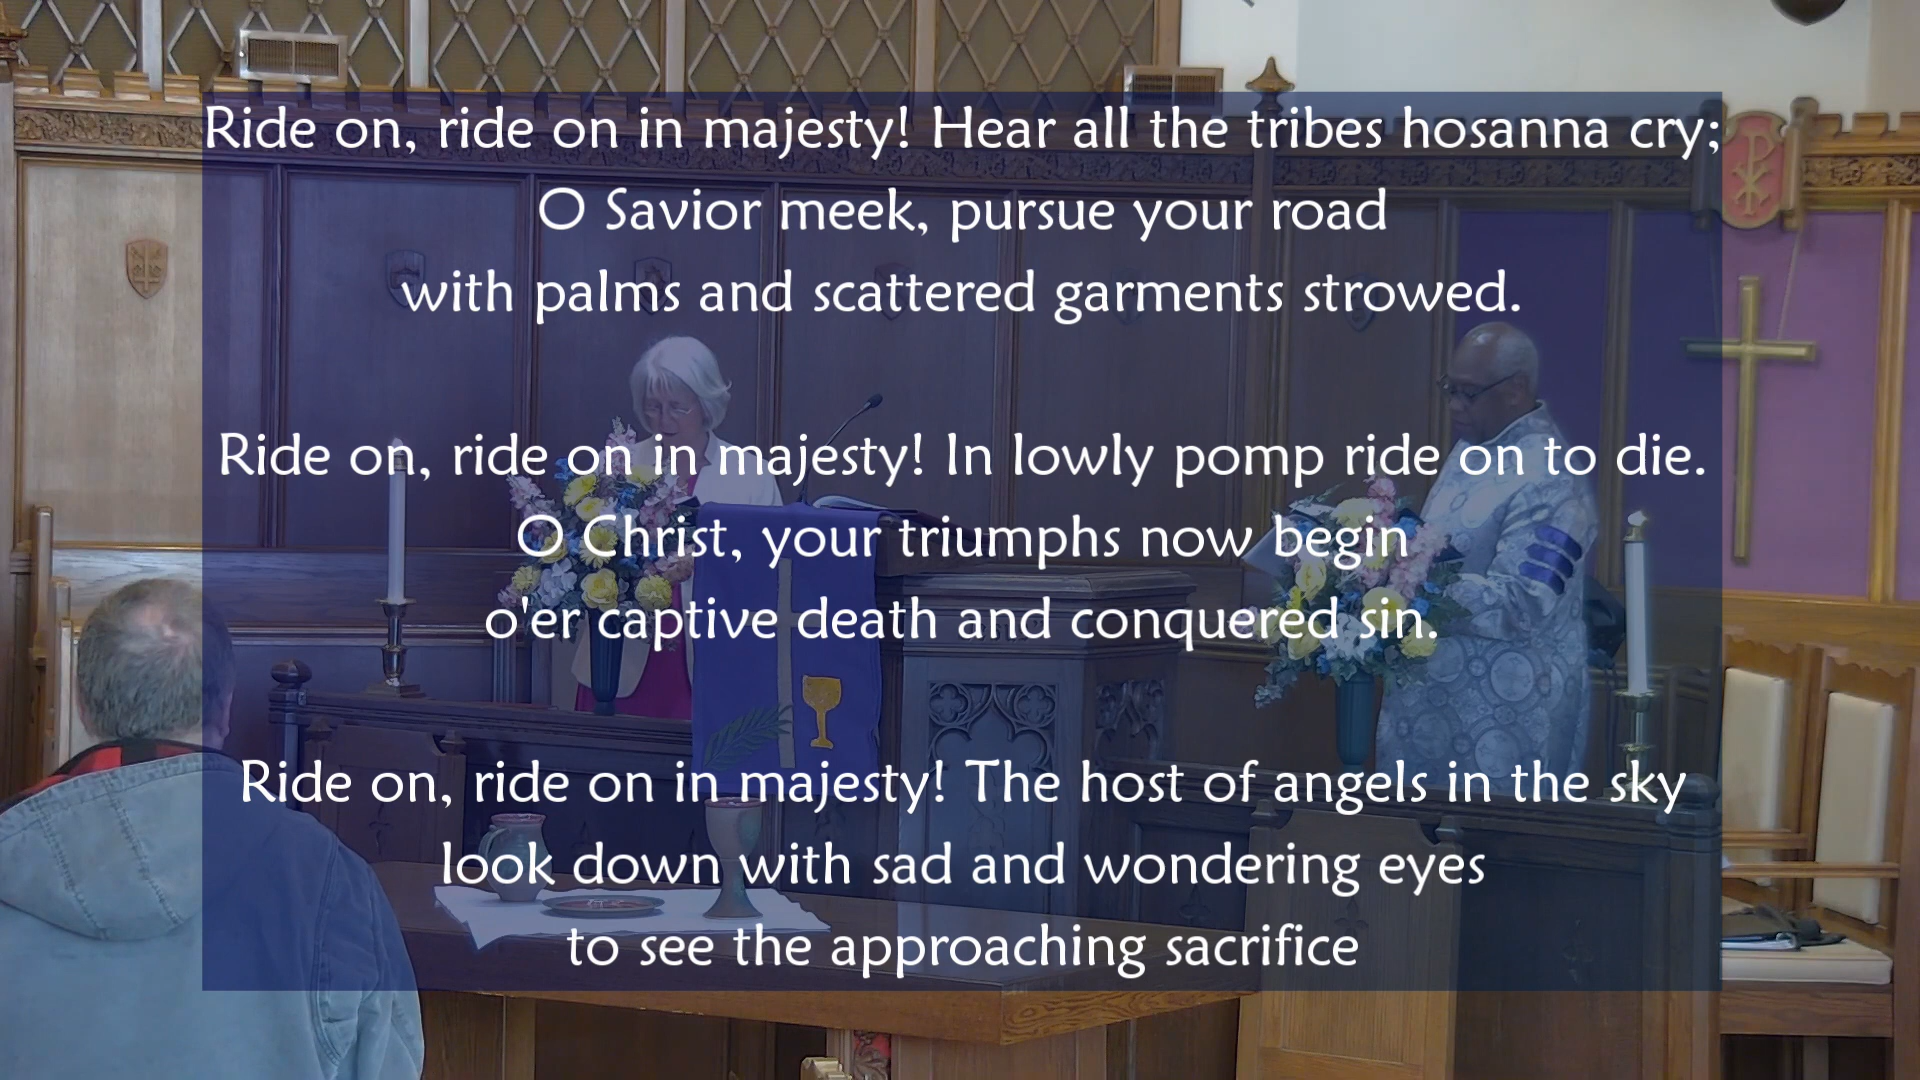 Ride on, ride on in majesty! Hear all the tribes hosanna cry;
O Savior meek, pursue your road
with palms and scattered garments strowed.
Ride on, ride on in majesty! In lowly pomp ride on to die.
O Christ, your triumphs now begin
o'er captive death and conquered sin.
Ride on, ride on in majesty! The host of angels in the sky
look down with sad and wondering eyes
to see the approaching sacrifice